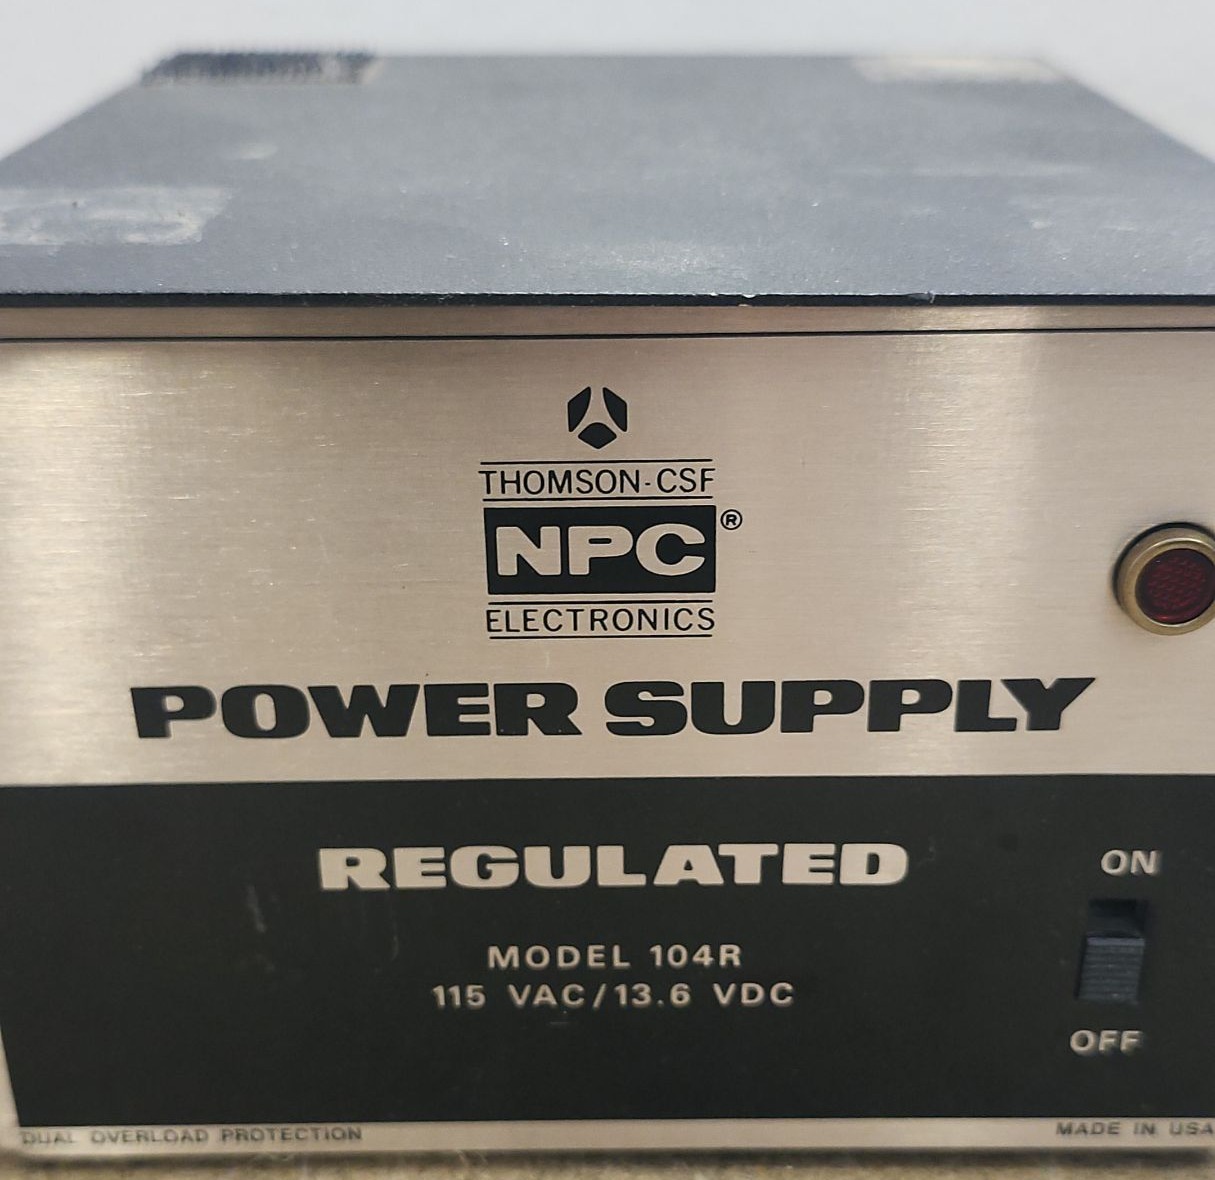 THOMSON-CSF
NPC®
ELECTRONICS
POWER SUPPLY
REGULATED
ON
MODEL 104R
115 VAC/13.6 VDC
OFF
DUAL OVERLOAD PROTECTION
MADE IN USA